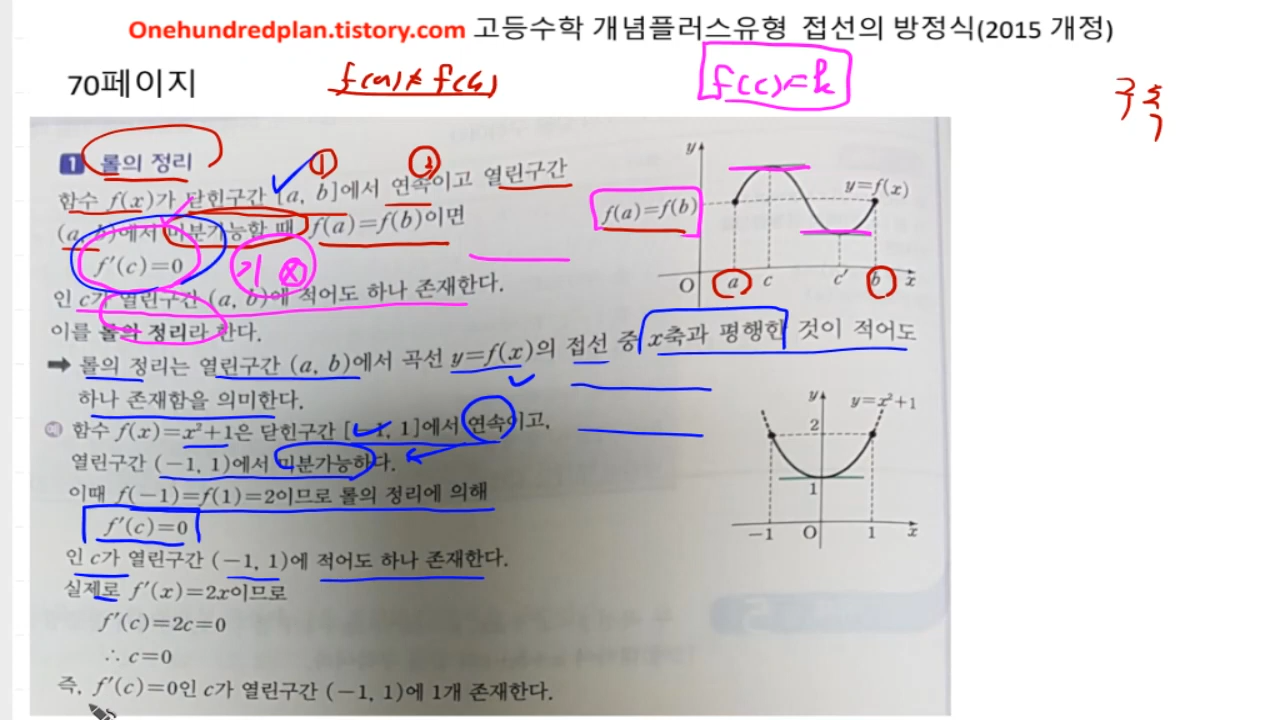 Onehundredplan.tistory.com 고등수학 개념플러스유형 접선의 방정식(2015 개정)
70페이지
f(a)≠f(b)
f(c)=k
1 롤의 정리
① ②
함수 f(x)가 닫힌구간 [a, b]에서 연속이고 열린구간
(a, b)에서 미분가능할 때 f(a)=f(b)이면
f'(c)=0
인 c가 열린구간 (a, b)에 적어도 하나 존재한다.
이를 롤의 정리라 한다.
➡ 롤의 정리는 열린구간 (a, b)에서 곡선 y=f(x)의 접선 중 x축과 평행한 것이 적어도
하나 존재함을 의미한다.
예 함수 f(x)=x²+1은 닫힌구간 [-1, 1]에서 연속이고,
열린구간 (-1, 1)에서 미분가능하다.
이때 f(-1)=f(1)=2이므로 롤의 정리에 의해
f'(c)=0
인 c가 열린구간 (-1, 1)에 적어도 하나 존재한다.
실제로 f'(x)=2x이므로
f'(c)=2c=0
∴ c=0
즉, f'(c)=0인 c가 열린구간 (-1, 1)에 1개 존재한다.
y
y=f(x)
f(a)=f(b)
O a c c' b x
y
y=x²+1
2
1
-1 O 1 x